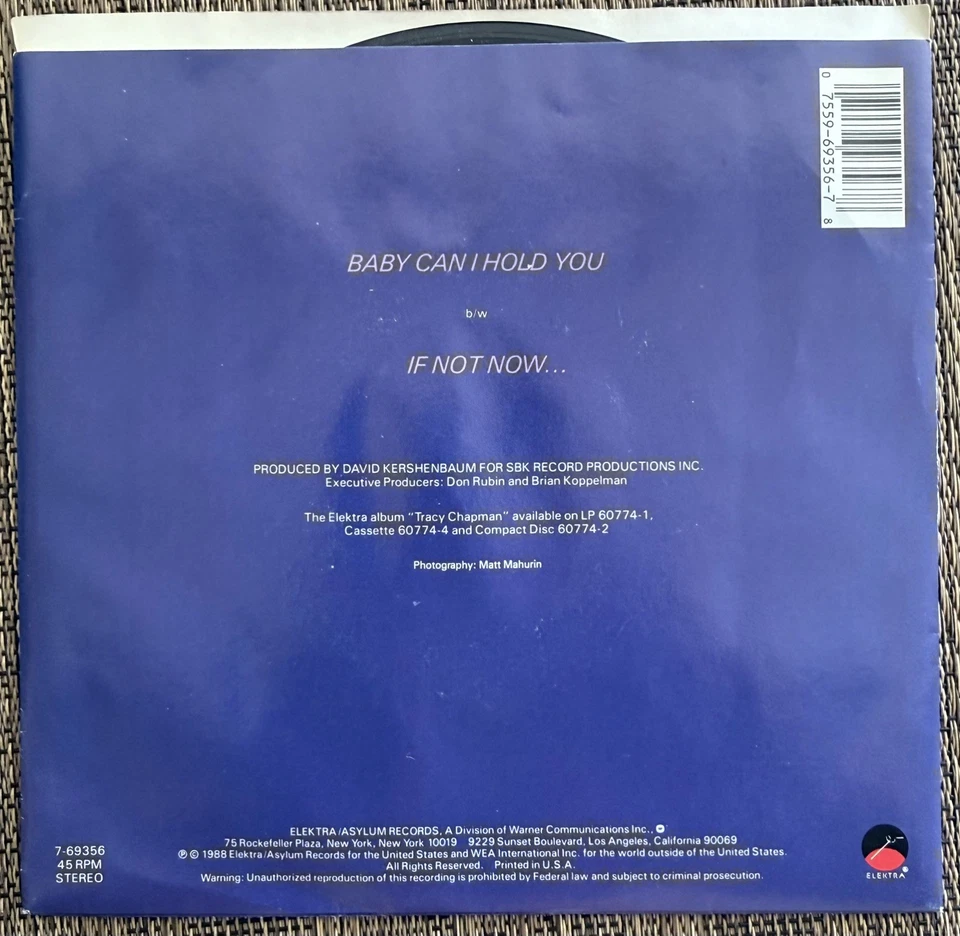 0 7559-69356-7 8
BABY CAN I HOLD YOU
b/w
IF NOT NOW...
PRODUCED BY DAVID KERSHENBAUM FOR SBK RECORD PRODUCTIONS INC.
Executive Producers: Don Rubin and Brian Koppelman
The Elektra album "Tracy Chapman" available on LP 60774-1,
Cassette 60774-4 and Compact Disc 60774-2
Photography: Matt Mahurin
ELEKTRA/ASYLUM RECORDS, A Division of Warner Communications Inc.,
75 Rockefeller Plaza, New York, New York 10019 9229 Sunset Boulevard, Los Angeles, California 90069
℗ © 1988 Elektra/Asylum Records for the United States and WEA International Inc. for the world outside of the United States.
All Rights Reserved. Printed in U.S.A.
Warning: Unauthorized reproduction of this recording is prohibited by Federal law and subject to criminal prosecution.
7-69356
45 RPM
STEREO
ELEKTRA®